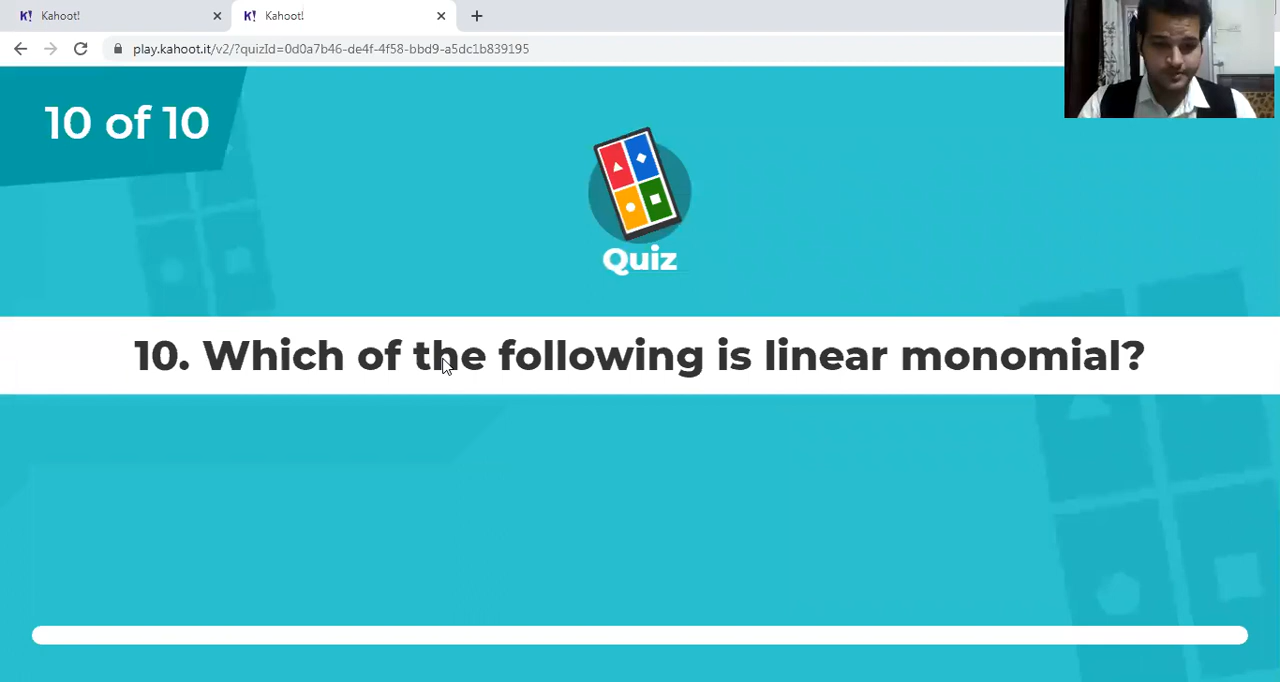 Kahoot!
Kahoot!
play.kahoot.it/v2/?quizId=0d0a7b46-de4f-4f58-bbd9-a5dc1b839195
10 of 10
Quiz
10. Which of the following is linear monomial?